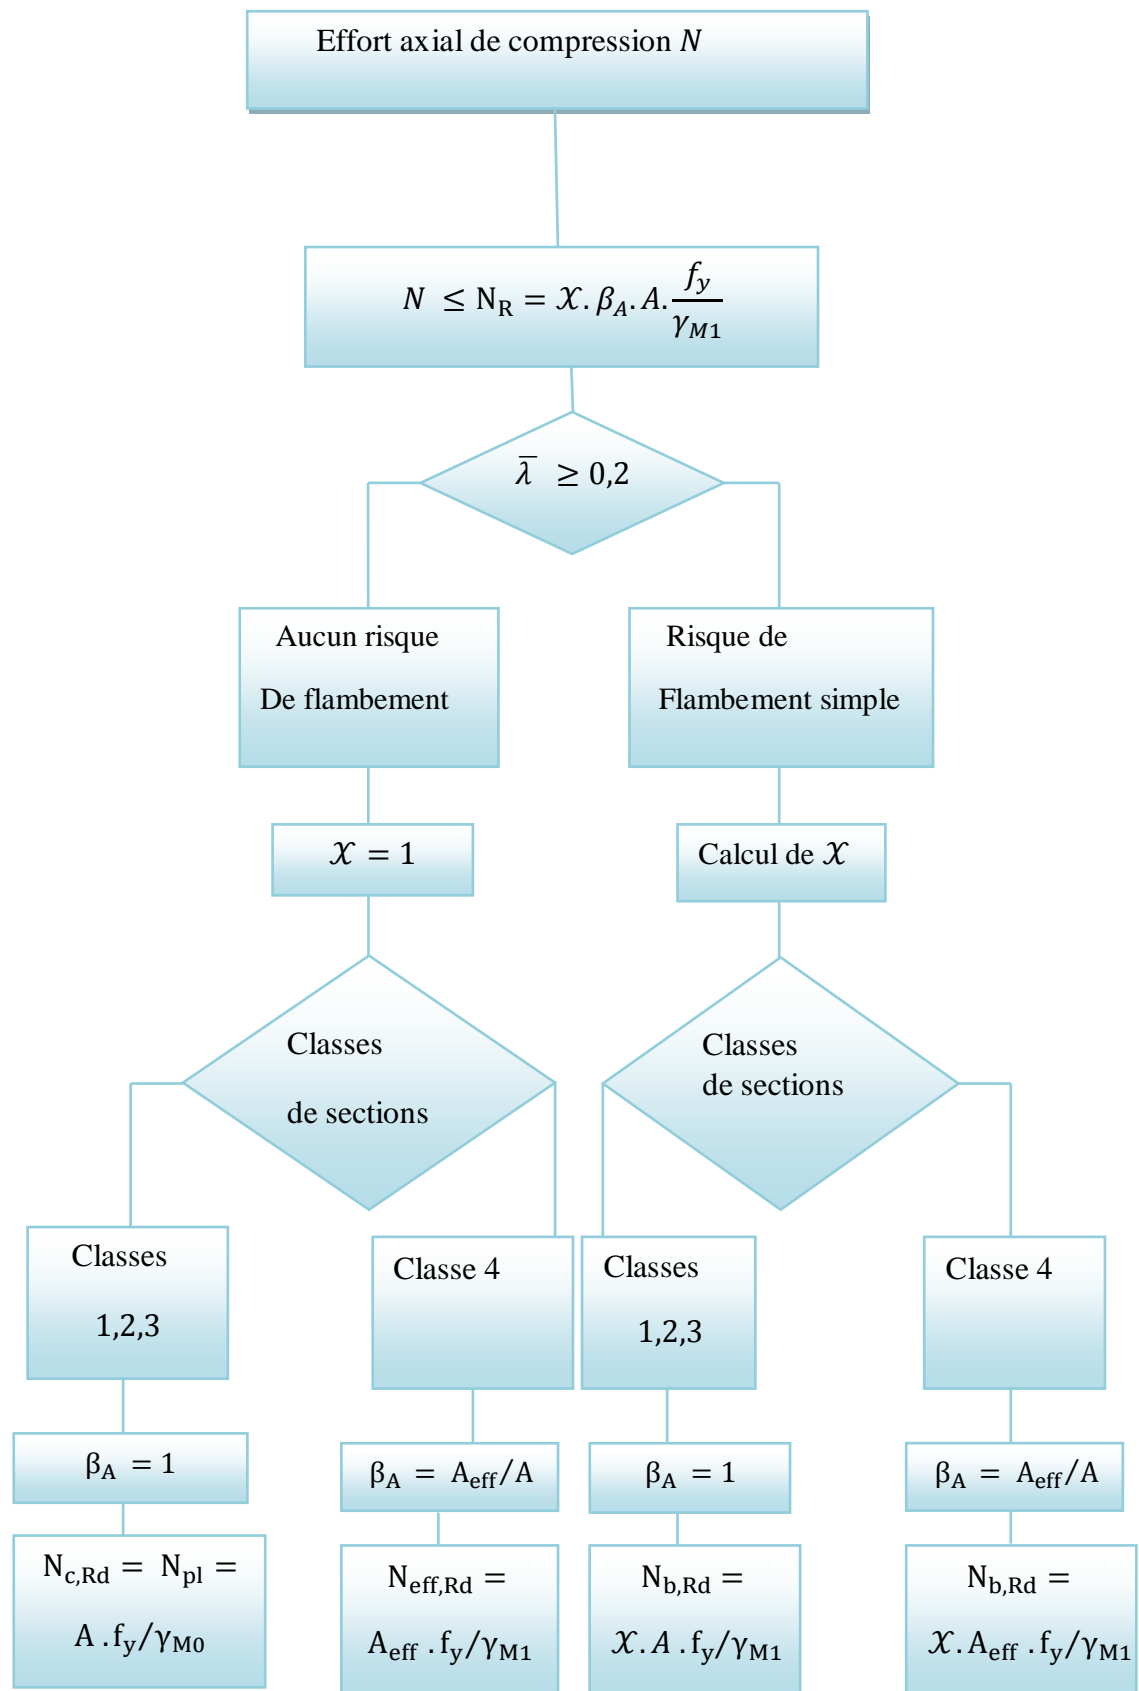 Effort axial de compression N
N ≤ N_R = 𝒳. β_A. A. f_y / γ_M1
λ̄ ≥ 0,2
Aucun risque
De flambement
Risque de
Flambement simple
𝒳 = 1
Calcul de 𝒳
Classes
de sections
Classes
de sections
Classes
1,2,3
Classe 4
Classes
1,2,3
Classe 4
β_A = 1
β_A = A_eff/A
β_A = 1
β_A = A_eff/A
N_c,Rd = N_pl =
A . f_y/γ_M0
N_eff,Rd =
A_eff . f_y/γ_M1
N_b,Rd =
𝒳. A . f_y/γ_M1
N_b,Rd =
𝒳. A_eff . f_y/γ_M1